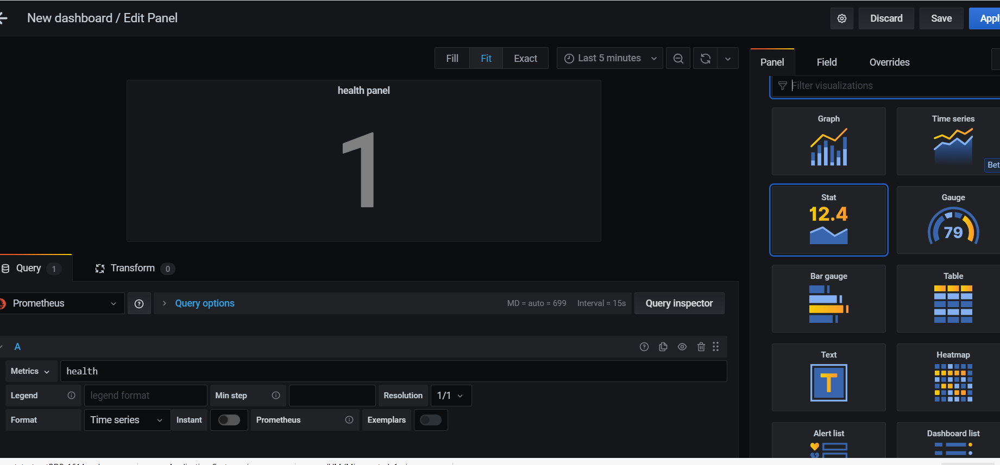 New dashboard / Edit Panel
Discard
Save
Fill
Fit
Exact
Last 5 minutes
Panel
Field
Overrides
health panel
1
Filter visualizations
Graph
Time series
Stat
12.4
Gauge
79
Bar gauge
Table
Text
T
Heatmap
Alert list
Dashboard list
Query 1
Transform 0
Prometheus
Query options
MD = auto = 699
Interval = 15s
Query inspector
A
Metrics
health
Legend
legend format
Min step
Resolution
1/1
Format
Time series
Instant
Prometheus
Exemplars